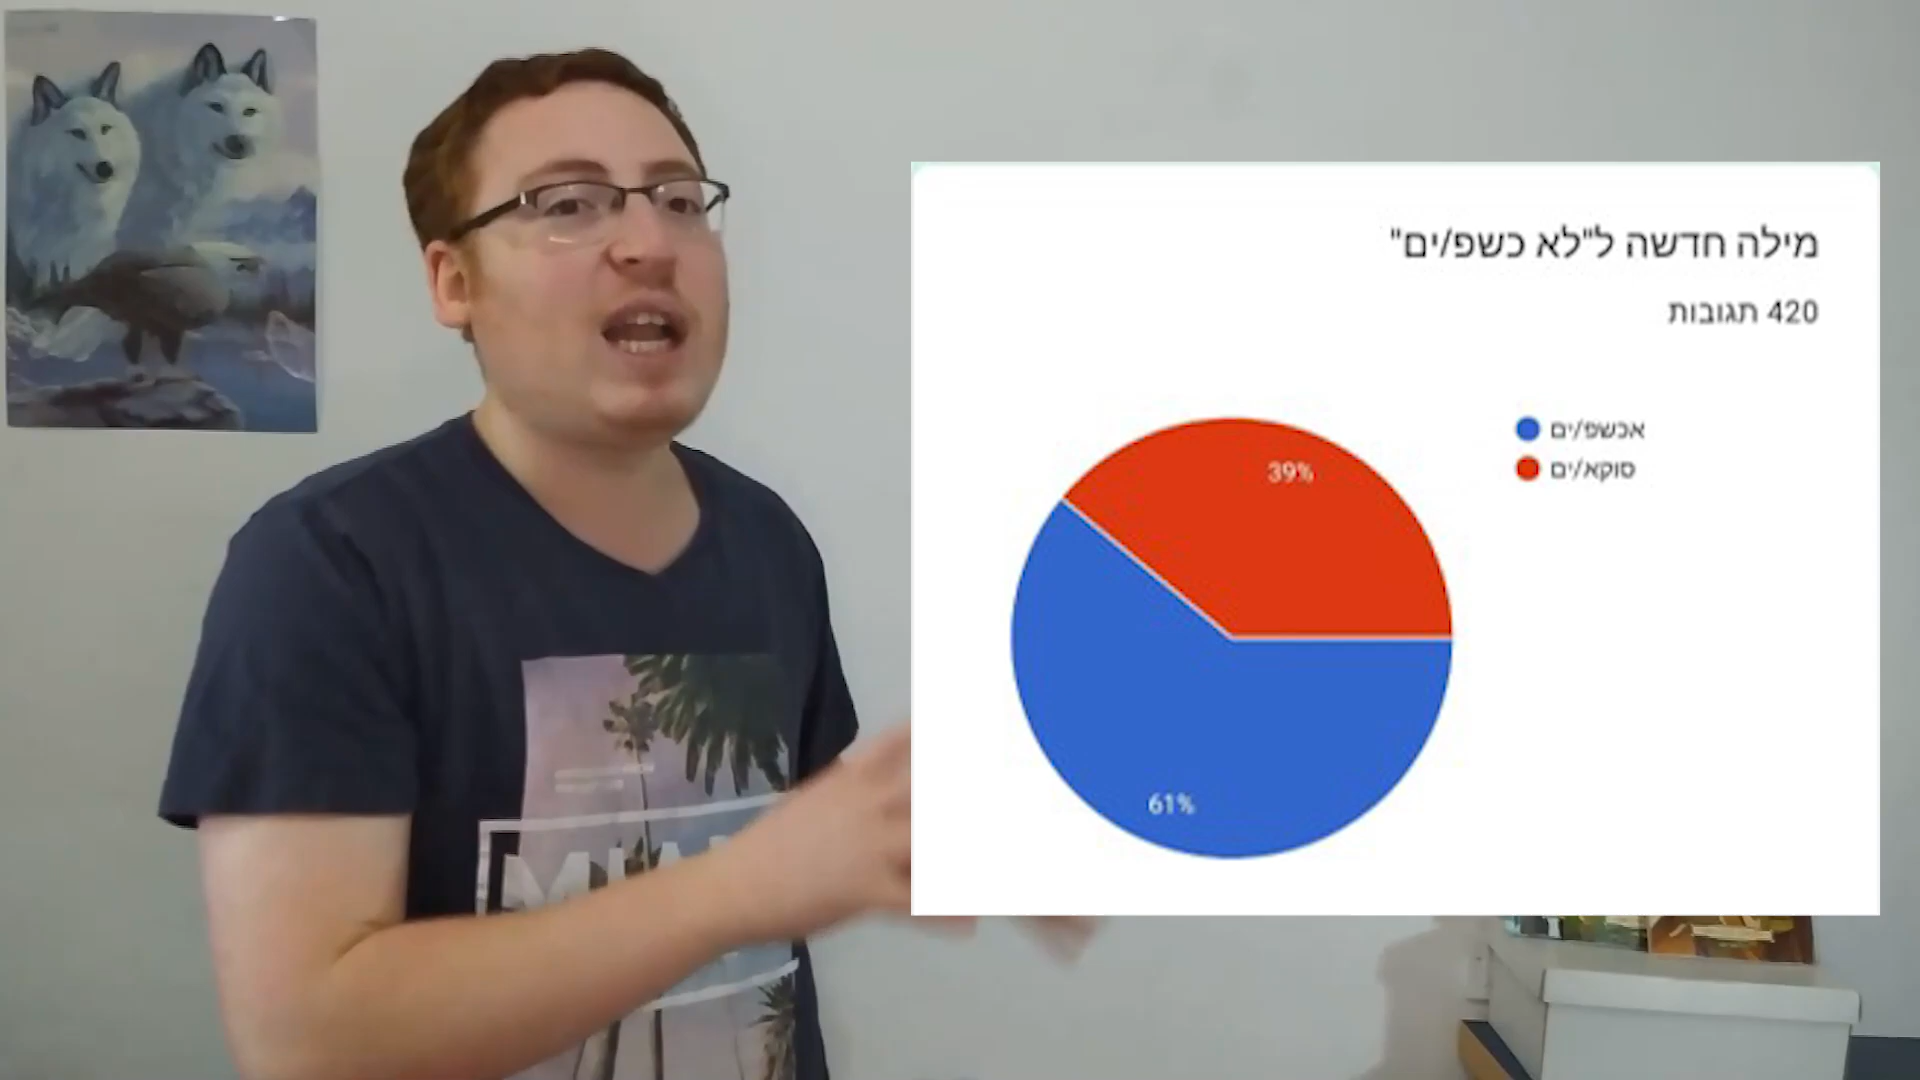 מילה חדשה ל"לא כשפ/ים"
420 תגובות
אכשפ/ים
סוקא/ים
39%
61%